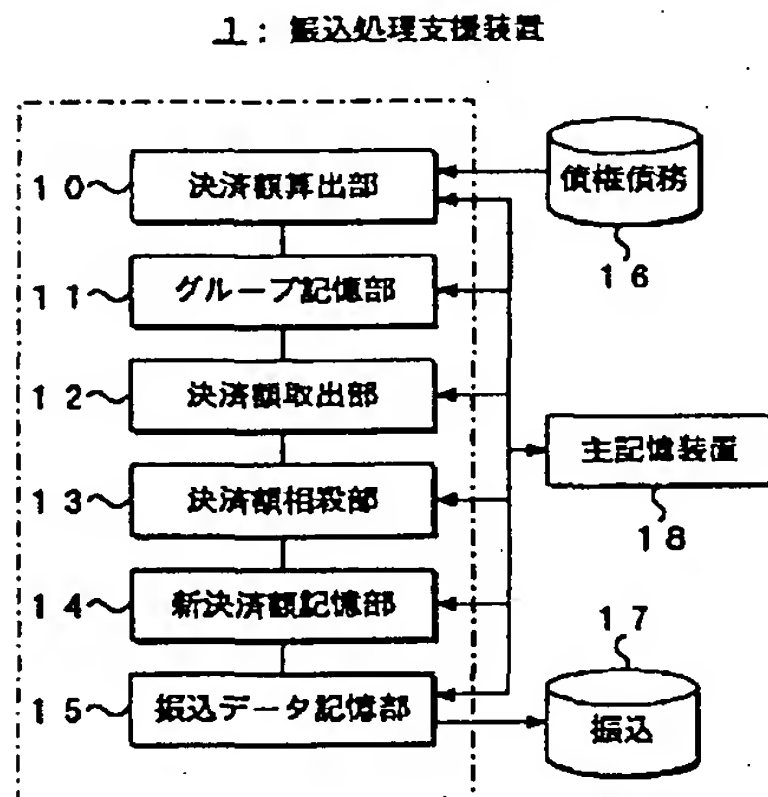 1：振込処理支援装置
10 決済額算出部
債権債務
16
11 グループ記憶部
12 決済額取出部
主記憶装置
18
13 決済額相殺部
14 新決済額記憶部
17
15 振込データ記憶部
振込